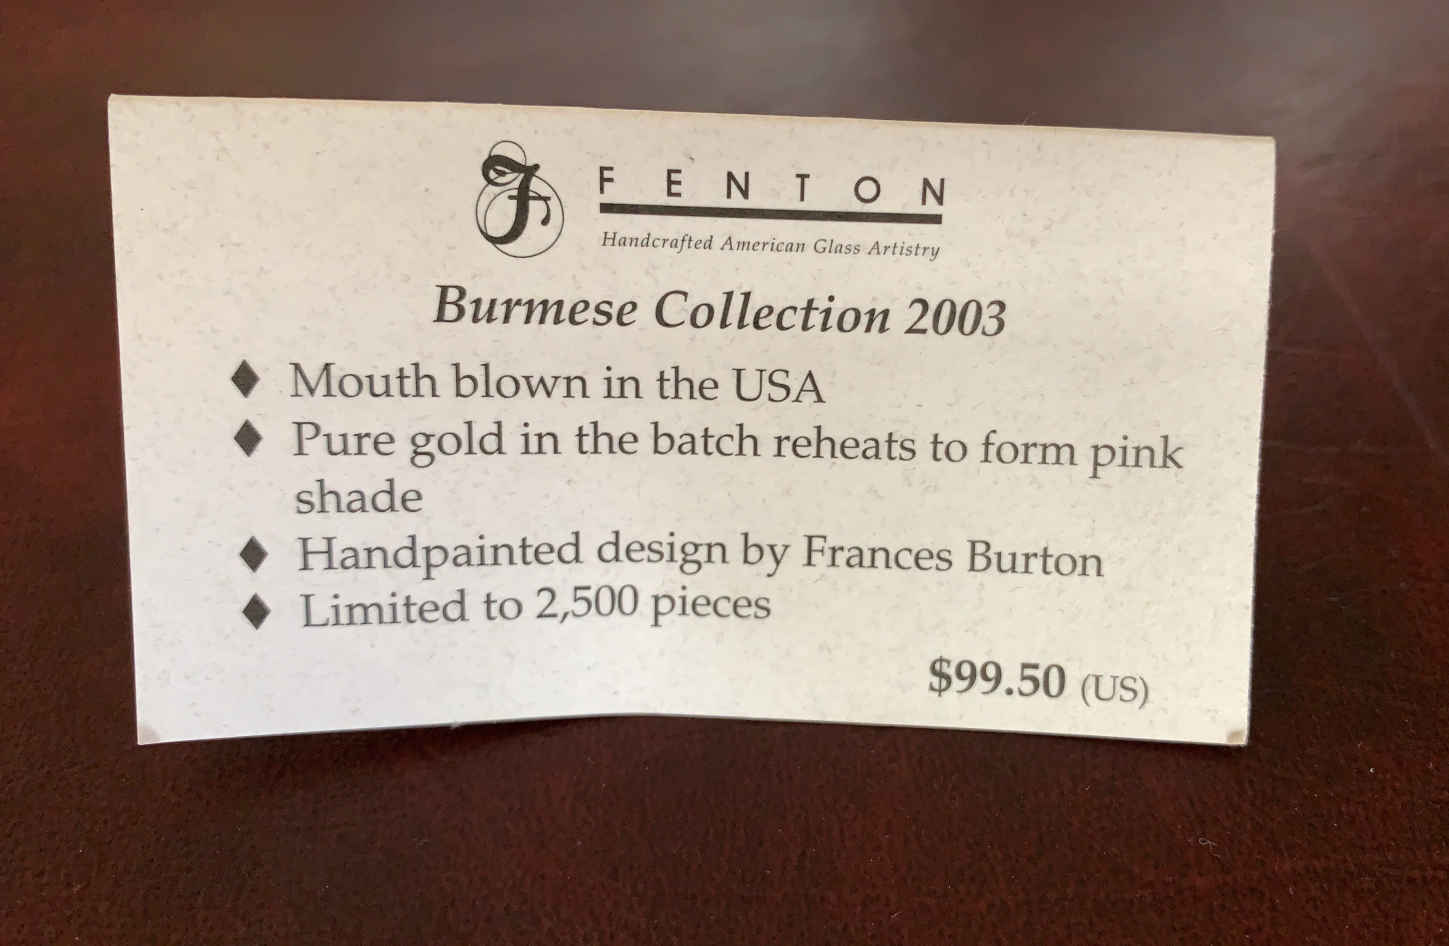 F FENTON
Handcrafted American Glass Artistry
Burmese Collection 2003
♦ Mouth blown in the USA
♦ Pure gold in the batch reheats to form pink
shade
♦ Handpainted design by Frances Burton
♦ Limited to 2,500 pieces
$99.50 (US)